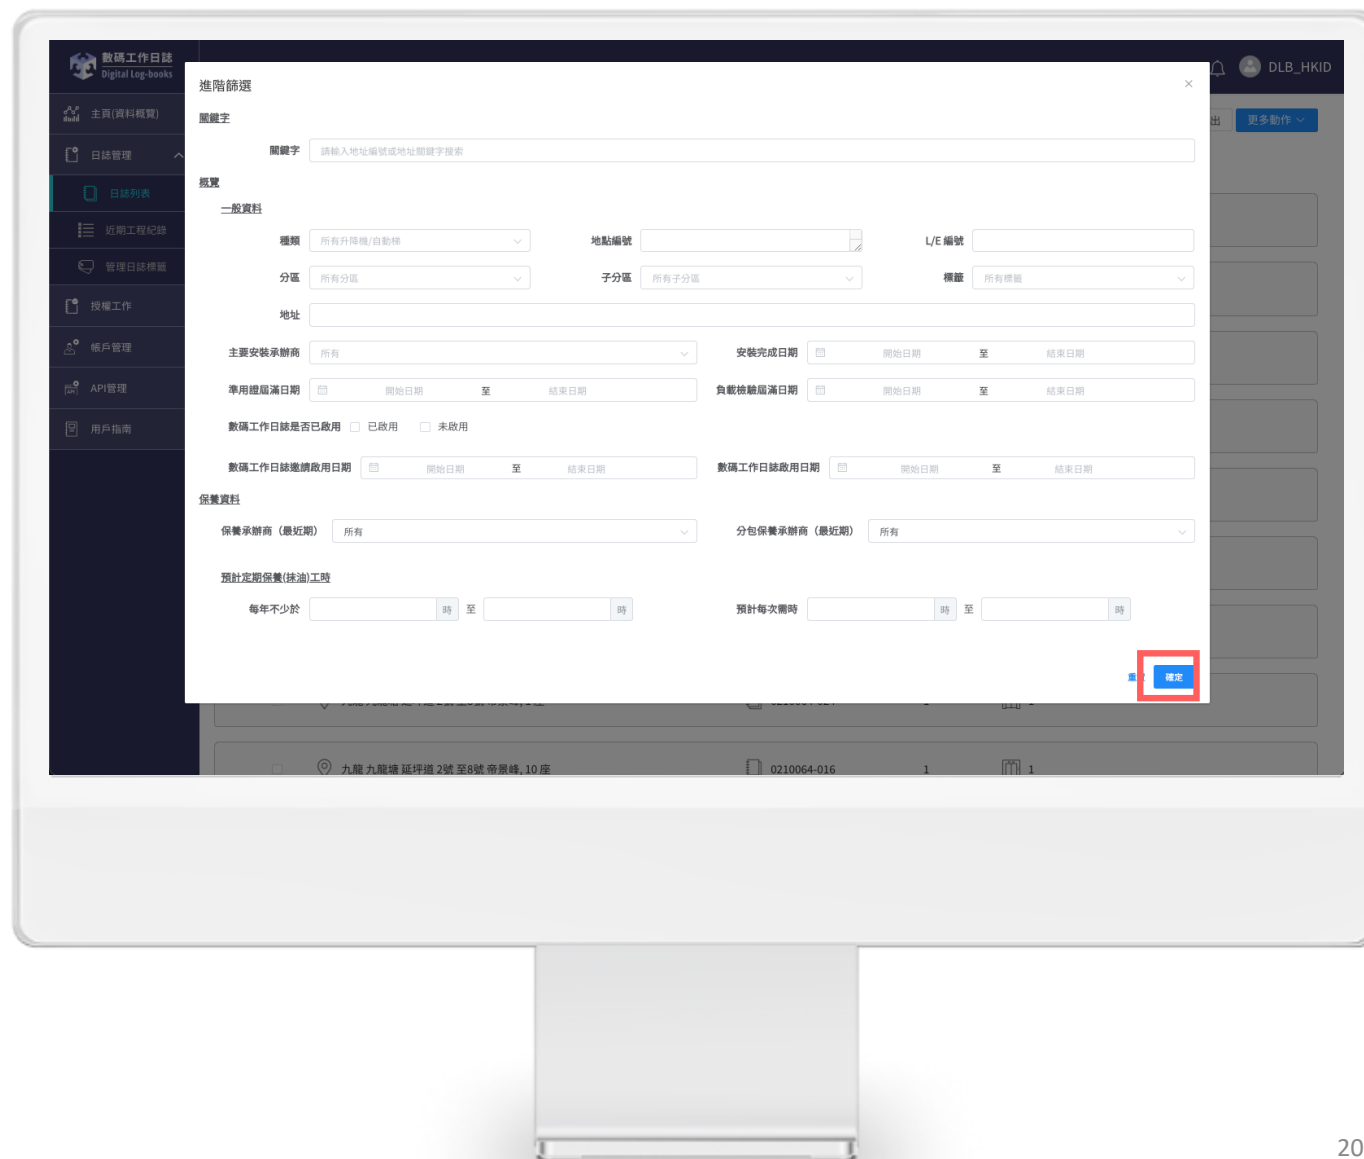 數碼工作日誌
Digital Log-books
DLB_HKID
主頁(資料概覽)
日誌管理
日誌列表
近期工程紀錄
管理日誌標籤
授權工作
帳戶管理
API管理
用戶指南
出 更多動作
進階篩選
關鍵字
關鍵字 請輸入地址編號或地址關鍵字搜索
概覽
一般資料
種類 所有升降機/自動梯 地點編號 L/E 編號
分區 所有分區 子分區 所有子分區 標籤 所有標籤
地址
主要安裝承辦商 所有 安裝完成日期 開始日期 至 結束日期
準用證屆滿日期 開始日期 至 結束日期 負載檢驗屆滿日期 開始日期 至 結束日期
數碼工作日誌是否已啟用 已啟用 未啟用
數碼工作日誌邀請啟用日期 開始日期 至 結束日期 數碼工作日誌啟用日期 開始日期 至 結束日期
保養資料
保養承辦商（最近期） 所有 分包保養承辦商（最近期） 所有
預計定期保養(抹油)工時
每年不少於 時 至 時 預計每次需時 時 至 時
確定
九龍 九龍塘 延坪道 2號 至8號 帝景峰, 10 座 0210064-016 1 1
20